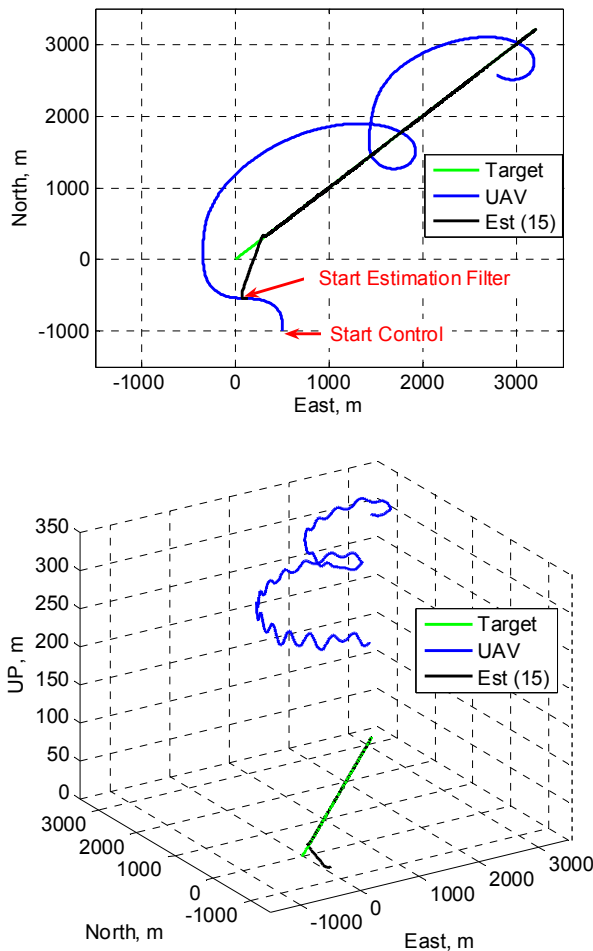 3000
2000
1000
0
-1000
North, m
Target
UAV
Est (15)
Start Estimation Filter
Start Control
-1000 0 1000 2000 3000
East, m
350
300
250
200
150
100
50
0
UP, m
Target
UAV
Est (15)
3000
2000
1000
0
-1000
North, m
-1000
0
1000
2000
3000
East, m